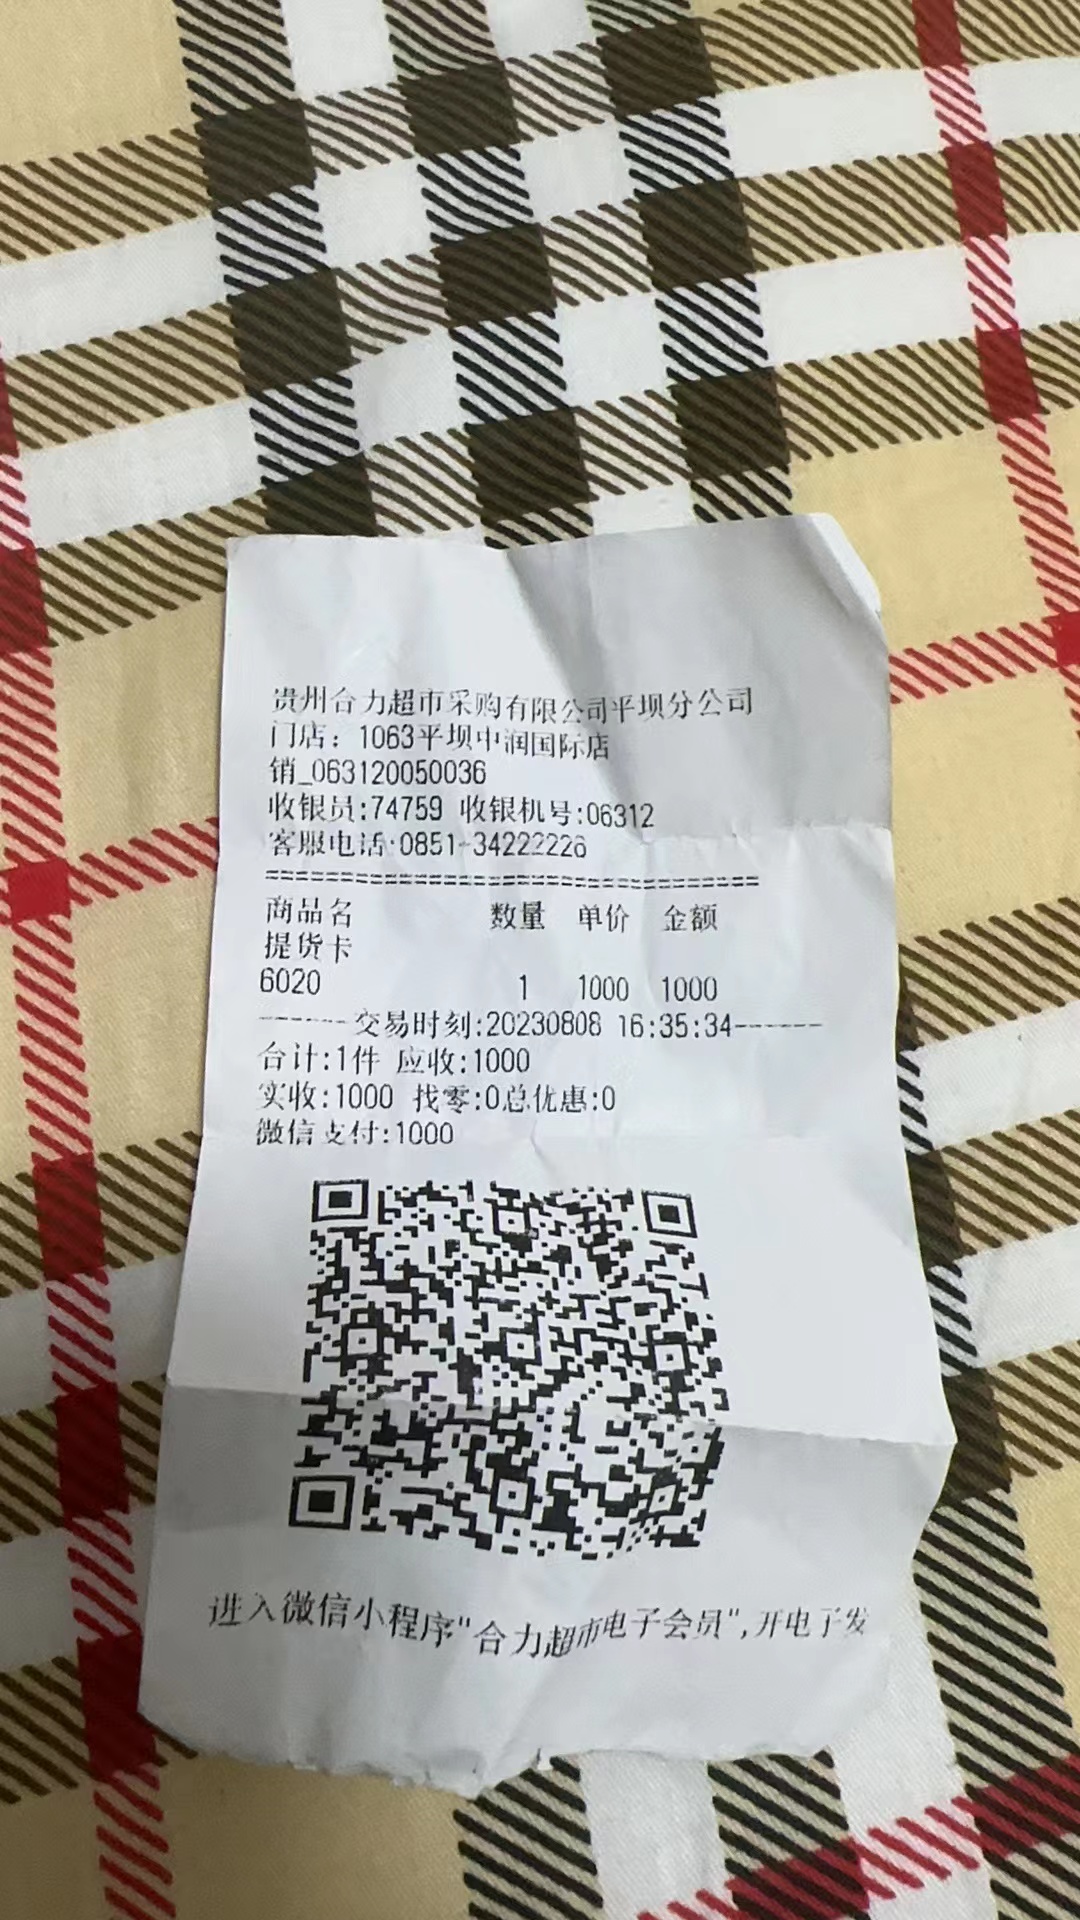 贵州合力超市采购有限公司平坝分公司
门店：1063平坝中润国际店
销_063120050036
收银员:74759 收银机号:06312
客服电话:0851-34222226
==================================
商品名 数量 单价 金额
提货卡
6020 1 1000 1000
------交易时刻:20230808 16:35:34------
合计:1件 应收:1000
实收:1000 找零:0总优惠:0
微信支付:1000
进入微信小程序"合力超市电子会员",开电子发